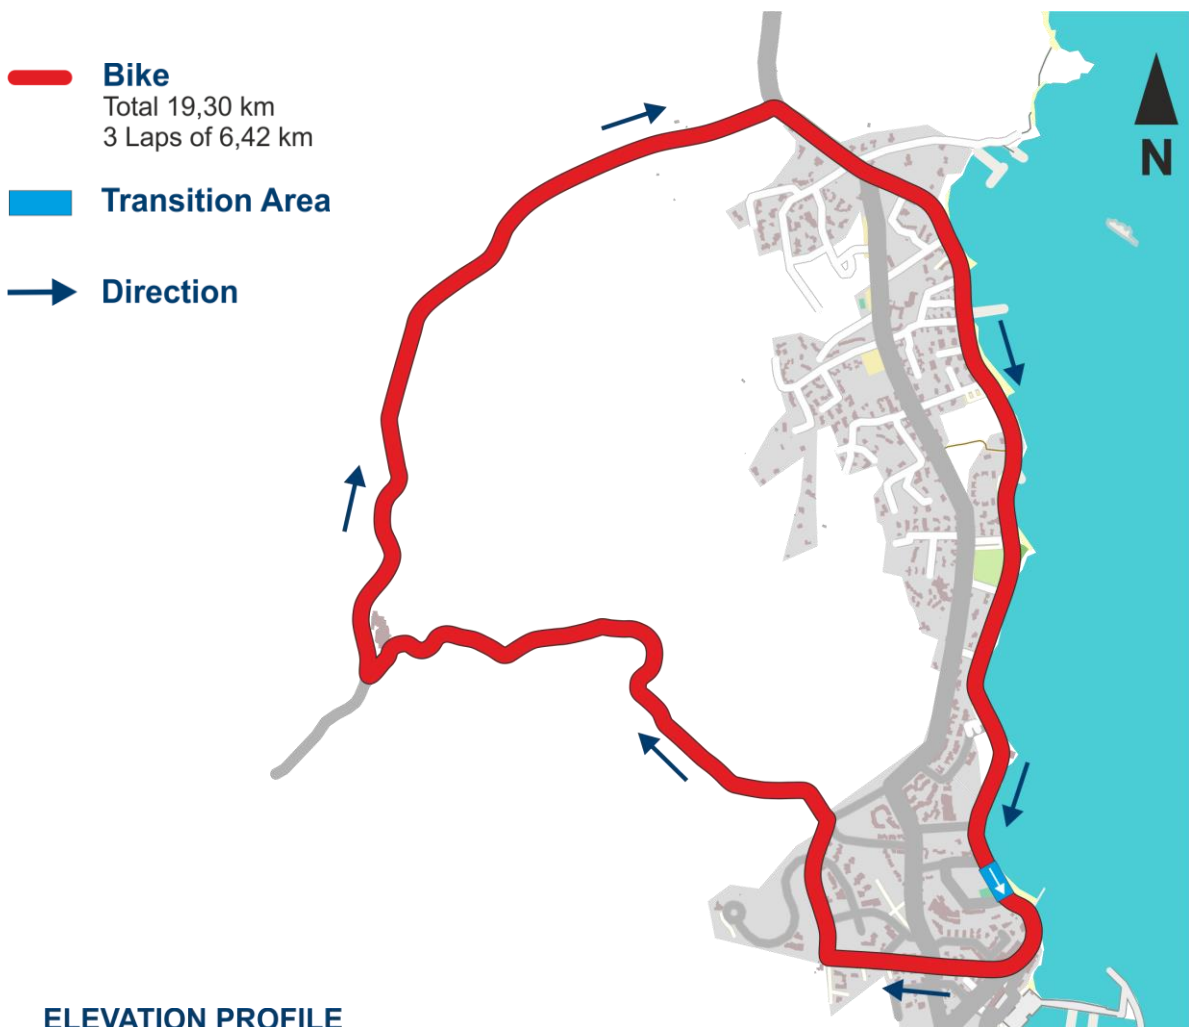 Bike
Total 19,30 km
3 Laps of 6,42 km
Transition Area
Direction
N
ELEVATION PROFILE